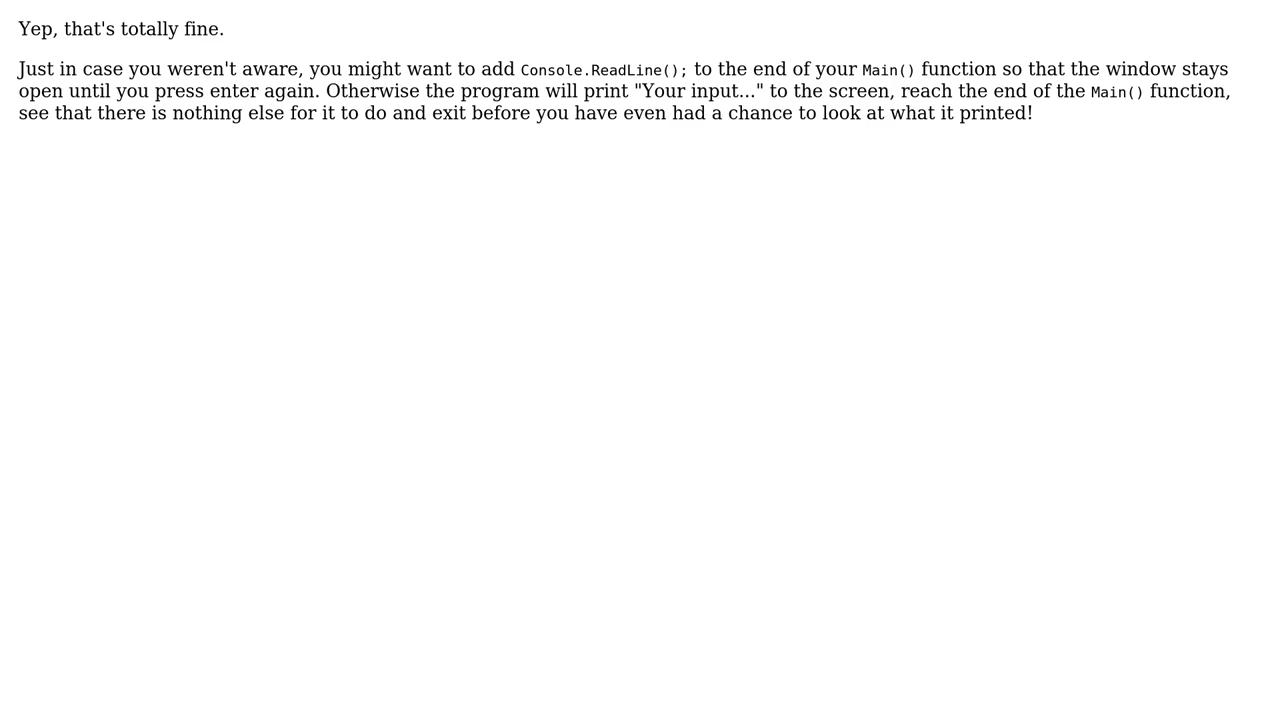 Yep, that's totally fine.
Just in case you weren't aware, you might want to add Console.ReadLine(); to the end of your Main() function so that the window stays
open until you press enter again. Otherwise the program will print "Your input..." to the screen, reach the end of the Main() function,
see that there is nothing else for it to do and exit before you have even had a chance to look at what it printed!